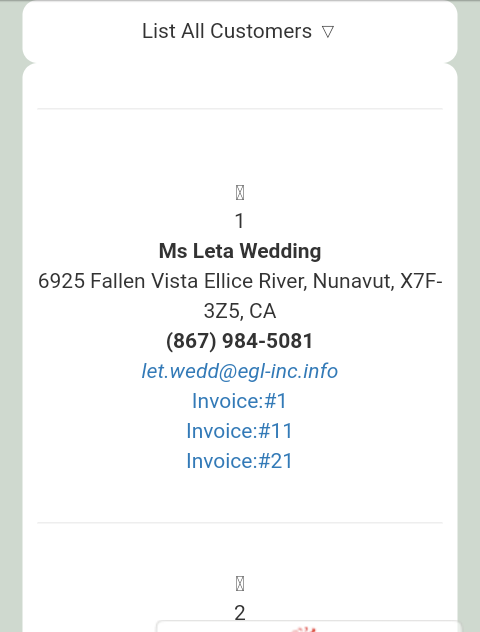 List All Customers ▽
1
Ms Leta Wedding
6925 Fallen Vista Ellice River, Nunavut, X7F-
3Z5, CA
(867) 984-5081
let.wedd@egl-inc.info
Invoice:#1
Invoice:#11
Invoice:#21
2